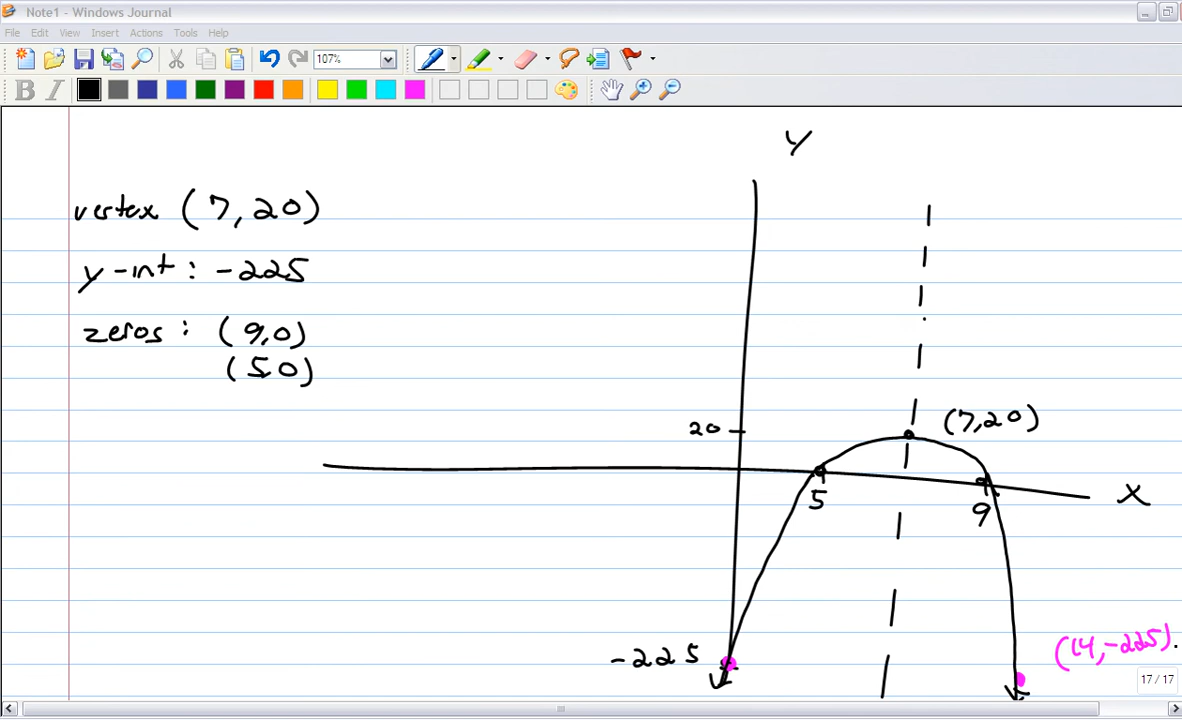 Note1 - Windows Journal
File Edit View Insert Actions Tools Help
107%
B I
y
vertex (7,20)
y-int: -225
zeros: (9,0)
(5,0)
20
(7,20)
5
9
x
-225
(14,-225).
17 / 17